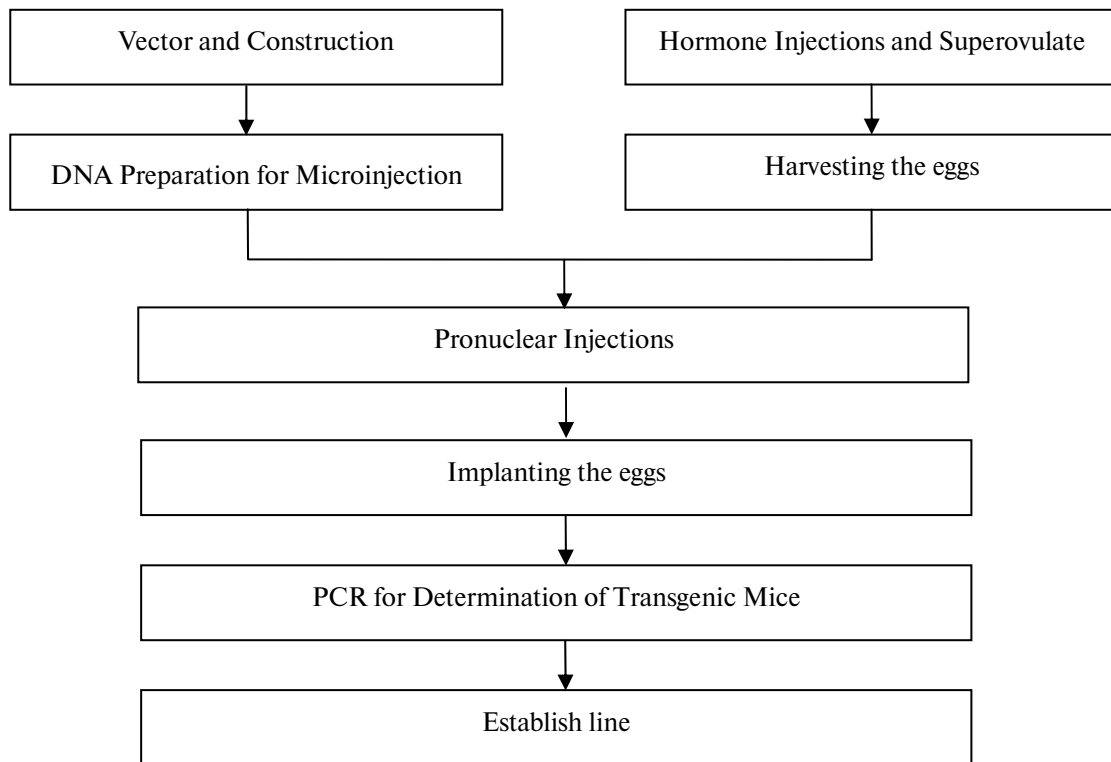 Vector and Construction
Hormone Injections and Superovulate
DNA Preparation for Microinjection
Harvesting the eggs
Pronuclear Injections
Implanting the eggs
PCR for Determination of Transgenic Mice
Establish line